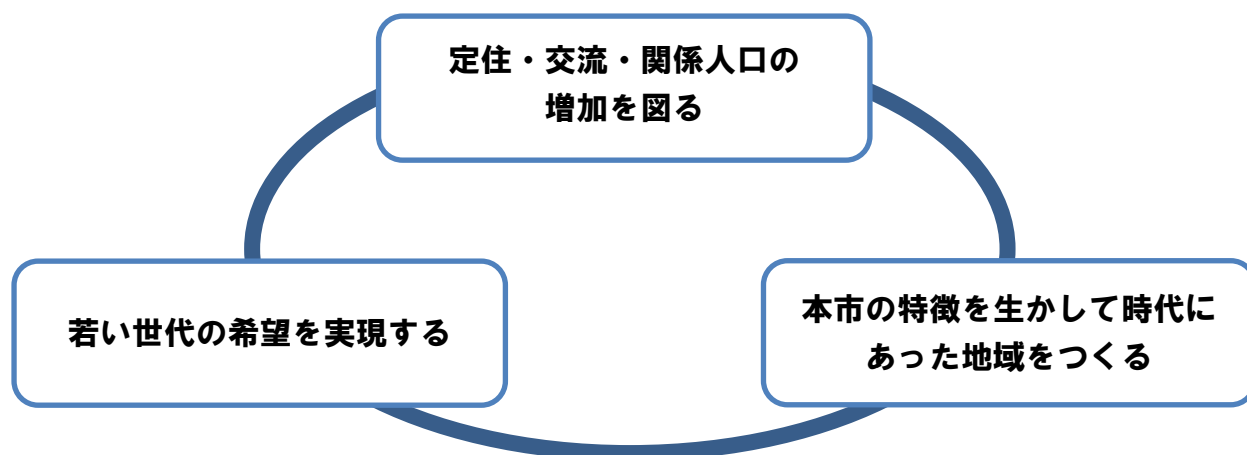 定住・交流・関係人口の
増加を図る
若い世代の希望を実現する
本市の特徴を生かして時代に
あった地域をつくる